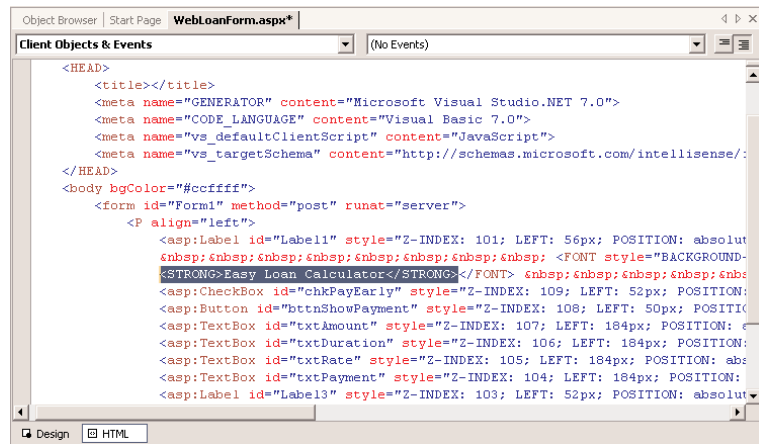 Object Browser | Start Page | WebLoanForm.aspx*
Client Objects & Events (No Events)
<HEAD>
<title></title>
<meta name="GENERATOR" content="Microsoft Visual Studio.NET 7.0">
<meta name="CODE_LANGUAGE" content="Visual Basic 7.0">
<meta name="vs_defaultClientScript" content="JavaScript">
<meta name="vs_targetSchema" content="http://schemas.microsoft.com/intellisense/
</HEAD>
<body bgColor="#ccffff">
<form id="Form1" method="post" runat="server">
<P align="left">
<asp:Label id="Label1" style="Z-INDEX: 101; LEFT: 56px; POSITION: absolut
&nbsp;&nbsp;&nbsp;&nbsp;&nbsp;&nbsp;&nbsp; <FONT style="BACKGROUND-
<STRONG>Easy Loan Calculator</STRONG></FONT> &nbsp;&nbsp;&nbsp;&nbs
<asp:CheckBox id="chkPayEarly" style="Z-INDEX: 109; LEFT: 52px; POSITION:
<asp:Button id="bttnShowPayment" style="Z-INDEX: 108; LEFT: 50px; POSITIO
<asp:TextBox id="txtAmount" style="Z-INDEX: 107; LEFT: 184px; POSITION: a
<asp:TextBox id="txtDuration" style="Z-INDEX: 106; LEFT: 184px; POSITION:
<asp:TextBox id="txtRate" style="Z-INDEX: 105; LEFT: 184px; POSITION: abs
<asp:TextBox id="txtPayment" style="Z-INDEX: 104; LEFT: 184px; POSITION:
<asp:Label id="Label3" style="Z-INDEX: 103; LEFT: 52px; POSITION: absolut
Design HTML